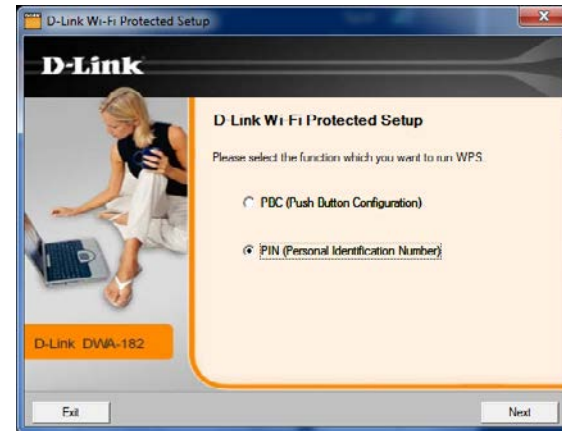 D-Link Wi-Fi Protected Setup
D-Link
D-Link Wi-Fi Protected Setup
Please select the function which you want to run WPS.
PBC (Push Button Configuration)
PIN (Personal Identification Number)
D-Link DWA-182
Exit
Next